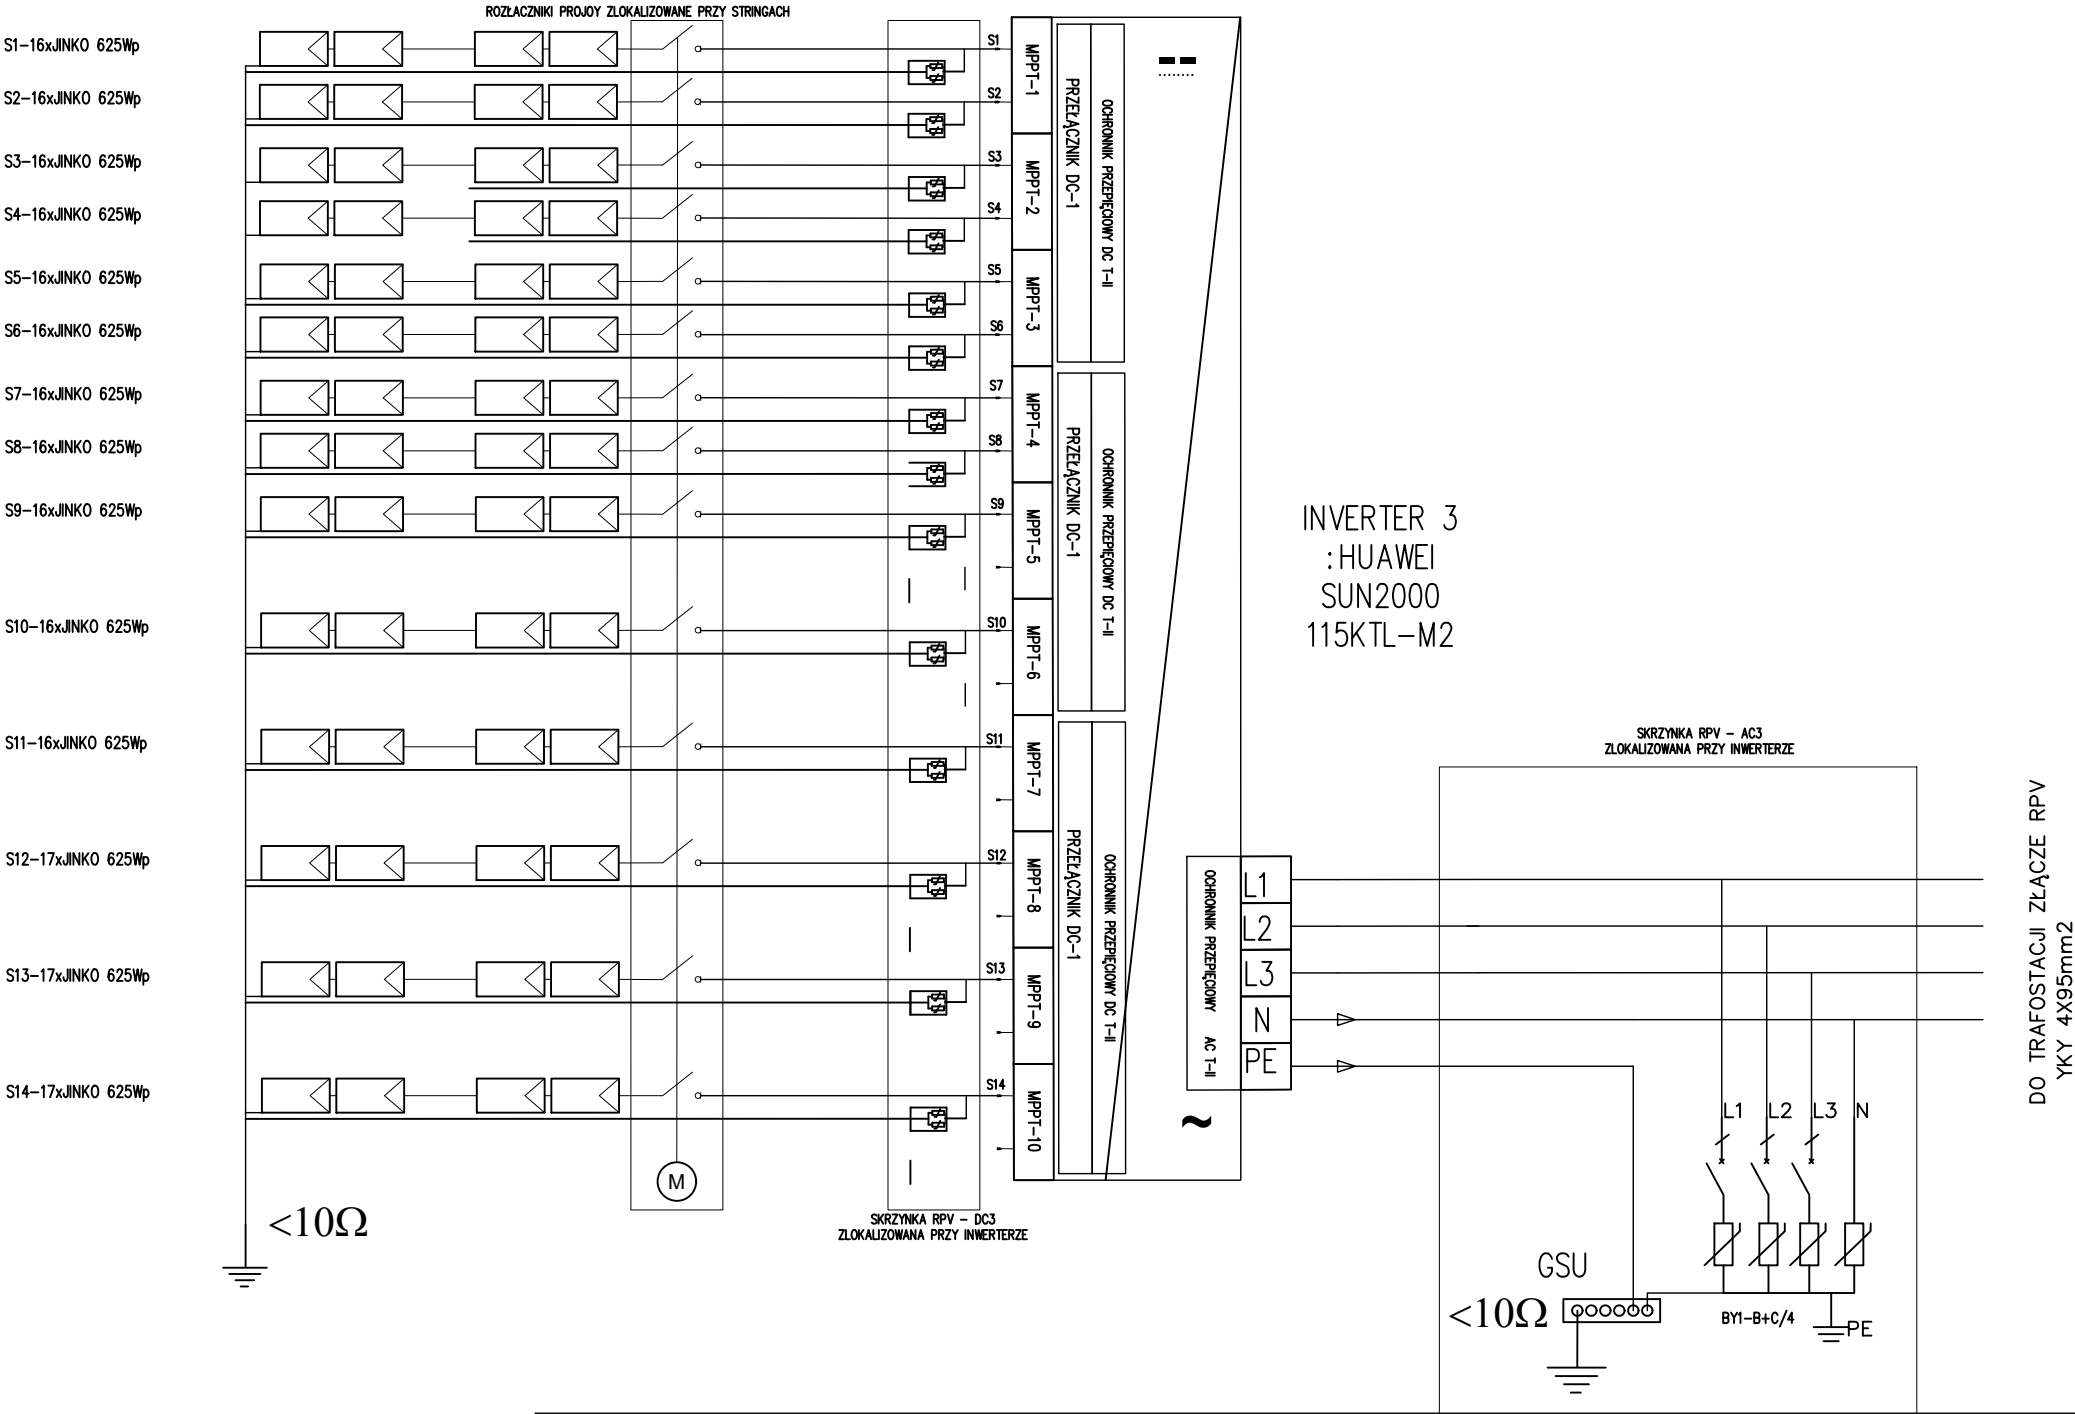 ROZŁACZNIKI PROJOY ZLOKALIZOWANE PRZY STRINGACH
S1-16xJINKO 625Wp
S2-16xJINKO 625Wp
S3-16xJINKO 625Wp
S4-16xJINKO 625Wp
S5-16xJINKO 625Wp
S6-16xJINKO 625Wp
S7-16xJINKO 625Wp
S8-16xJINKO 625Wp
S9-16xJINKO 625Wp
S10-16xJINKO 625Wp
S11-16xJINKO 625Wp
S12-17xJINKO 625Wp
S13-17xJINKO 625Wp
S14-17xJINKO 625Wp
<10Ω
M
S1
S2
S3
S4
S5
S6
S7
S8
S9
S10
S11
S12
S13
S14
SKRZYNKA RPV - DC3
ZLOKALIZOWANA PRZY INWERTERZE
MPPT-1
MPPT-2
MPPT-3
MPPT-4
MPPT-5
MPPT-6
MPPT-7
MPPT-8
MPPT-9
MPPT-10
PRZEŁĄCZNIK DC-1
OCHRONNIK PRZEPIĘCIOWY DC T-II
PRZEŁĄCZNIK DC-1
OCHRONNIK PRZEPIĘCIOWY DC T-II
PRZEŁĄCZNIK DC-1
OCHRONNIK PRZEPIĘCIOWY DC T-II
INVERTER 3
:HUAWEI
SUN2000
115KTL-M2
OCHRONNIK PRZEPIĘCIOWY AC T-II
~
L1
L2
L3
N
PE
SKRZYNKA RPV - AC3
ZLOKALIZOWANA PRZY INWERTERZE
L1
L2
L3
N
GSU
<10Ω
BY1-B+C/4
PE
DO TRAFOSTACJI ZŁĄCZE RPV
YKY 4X95mm2